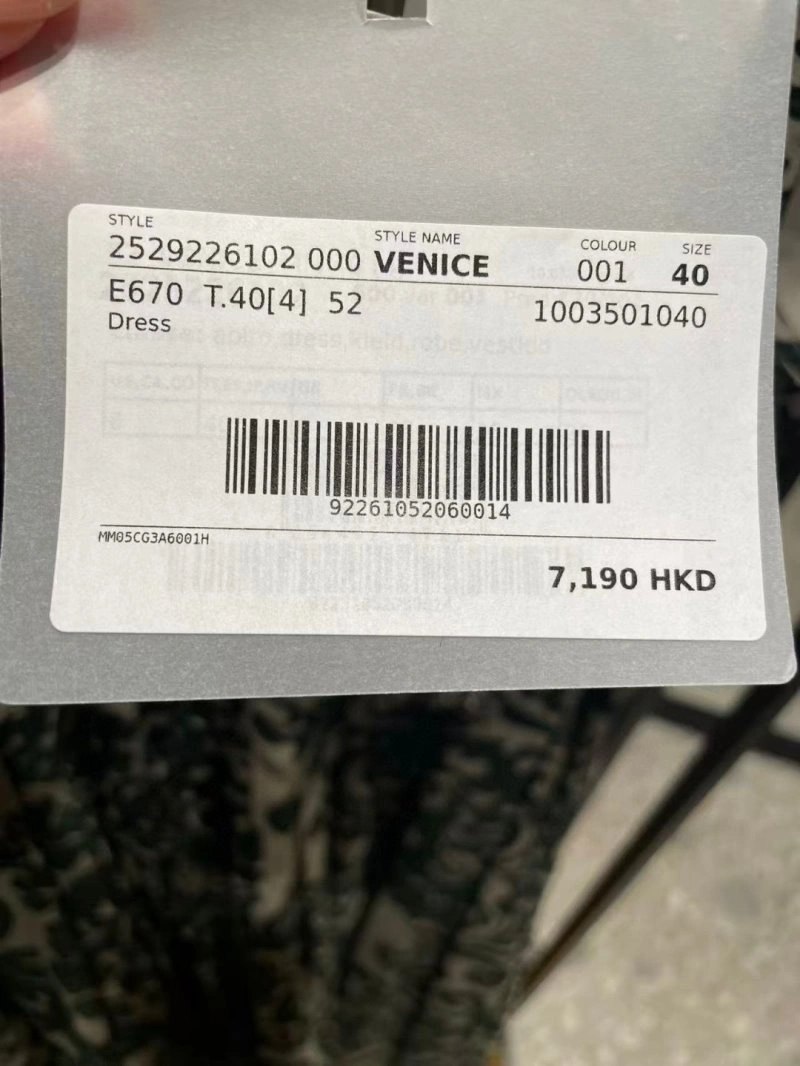 STYLE STYLE NAME COLOUR SIZE
2529226102 000 VENICE 001 40
E670 T.40[4] 52 1003501040
Dress
92261052060014
MM05CG3A6001H
7,190 HKD